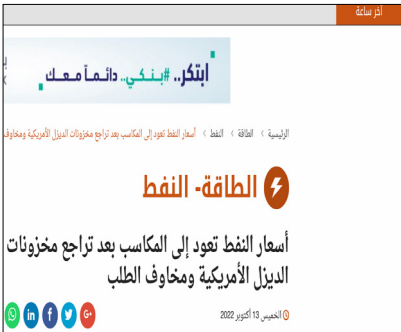 آخر ساعة
ابتكر.. #بنكي.. دائماً معك
الرئيسية > الطاقة > النفط > أسعار النفط تعود إلى المكاسب بعد تراجع مخزونات الديزل الأمريكية ومخاوف
الطاقة- النفط
أسعار النفط تعود إلى المكاسب بعد تراجع مخزونات
الديزل الأمريكية ومخاوف الطلب
الخميس 13 أكتوبر 2022